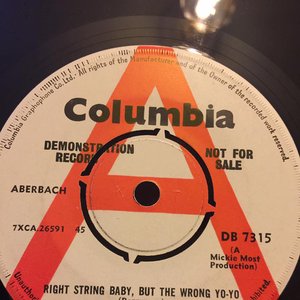 Columbia Graphophone Co. Ltd. All rights of the Manufacturer and of the Owner of the recorded work reserved.
Columbia
DEMONSTRATION
RECORD
NOT FOR
SALE
ABERBACH
7XCA.26591 45
DB 7315
(A
Mickie Most
Production)
RIGHT STRING BABY, BUT THE WRONG YO-YO